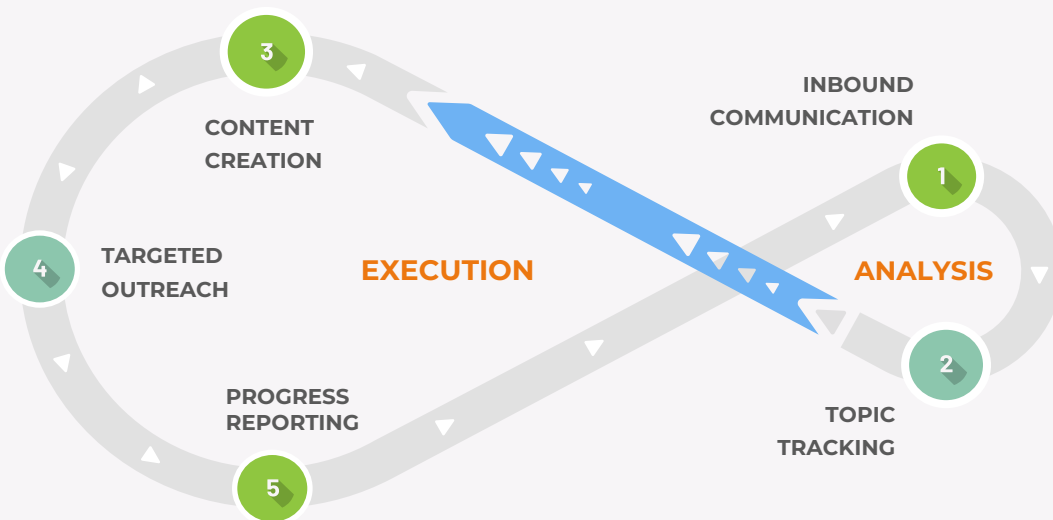 3
CONTENT
CREATION
INBOUND
COMMUNICATION
1
4
TARGETED
OUTREACH
EXECUTION
ANALYSIS
2
TOPIC
TRACKING
PROGRESS
REPORTING
5